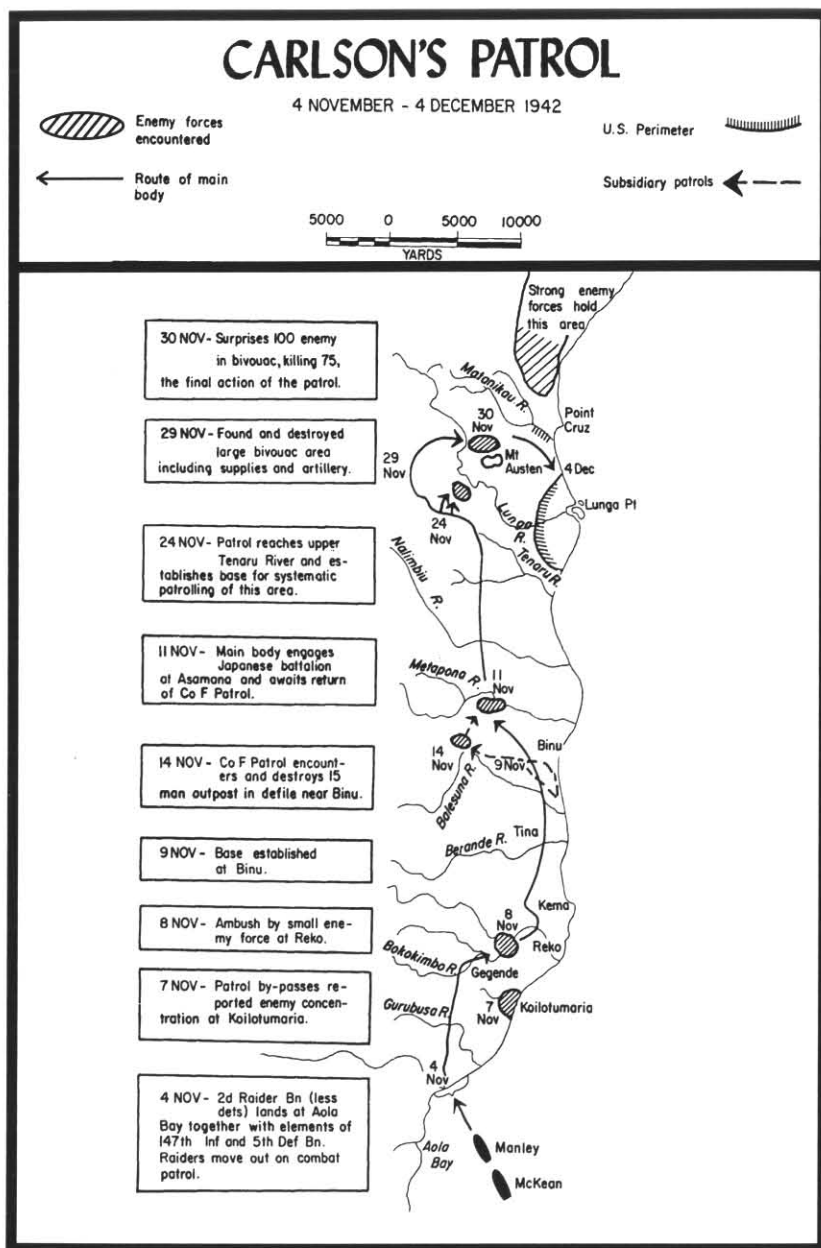 CARLSON'S PATROL
4 NOVEMBER - 4 DECEMBER 1942
Enemy forces
encountered
U.S. Perimeter
Route of main
body
Subsidiary patrols
5000 0 5000 10000
YARDS
Strong enemy
forces hold
this area
30 NOV- Surprises 100 enemy
in bivouac, killing 75,
the final action of the patrol.
29 NOV- Found and destroyed
large bivouac area
including supplies and artillery.
24 NOV- Patrol reaches upper
Tenaru River and es-
tablishes base for systematic
patrolling of this area.
11 NOV- Main body engages
Japanese battalion
at Asamana and awaits return
of Co F Patrol.
14 NOV- Co F Patrol encount-
ers and destroys 15
man outpost in defile near Binu.
9 NOV- Base established
at Binu.
8 NOV- Ambush by small ene-
my force at Reko.
7 NOV- Patrol by-passes re-
ported enemy concen-
tration at Koilotumaria.
4 NOV- 2d Raider Bn (less
dets) lands at Aola
Bay together with elements of
147th Inf and 5th Def Bn.
Raiders move out on combat
patrol.
Matanikau R.
Point
Cruz
30
Nov
Mt
Austen
29
Nov
4 Dec
Lunga Pt
Lunga
R.
24
Nov
Tenaru R.
Nalimbiu
R.
Metapona R.
11
Nov
Binu
14
Nov
9 Nov
Balesuna R.
Tina
Berande R.
Kema
8
Nov
Reko
Bokokimbo R.
Gegende
7
Nov
Koilotumaria
Gurubusa R.
4
Nov
Aola
Bay
Manley
McKean